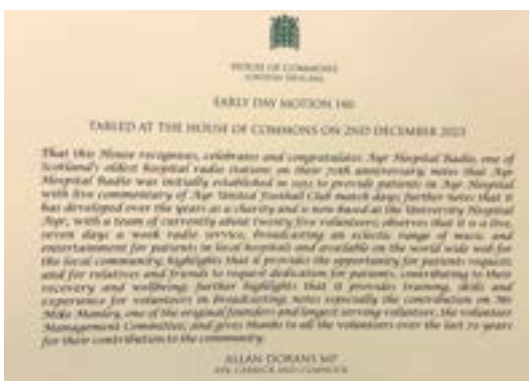 HOUSE OF COMMONS
LONDON SW1A 0AA
EARLY DAY MOTION
TABLED AT THE HOUSE OF COMMONS ON 2ND DECEMBER
That this House recognises, celebrates and congratulates Ayr Hospital Radio, one of
Scotland's oldest hospital radio stations on their 70th anniversary; notes that Ayr
Hospital Radio was initially established in to provide patients in Ayr Hospital
with live commentary of Ayr United Football Club match days; further notes that it
has developed over the years as a charity and is now based at the University Hospital
Ayr, with a team of currently about twenty five volunteers; observes that it is a live,
seven days a week radio service, broadcasting an eclectic range of music and
entertainment for patients in local hospitals and available on the world wide web for
the local community; highlights that it provides the opportunity for patients requests
and for relatives and friends to request dedication for patients, contributing to their
recovery and wellbeing; further highlights that it provides training, skills and
experience for volunteers in broadcasting; notes especially the contribution on Mr
Mike Manley, one of the original founders and longest serving volunteer, the volunteer
Management Committee, and gives thanks to all the volunteers over the last 70 years
for their contribution to the community.
ALLAN DORANS MP
AYR, CARRICK AND CUMNOCK